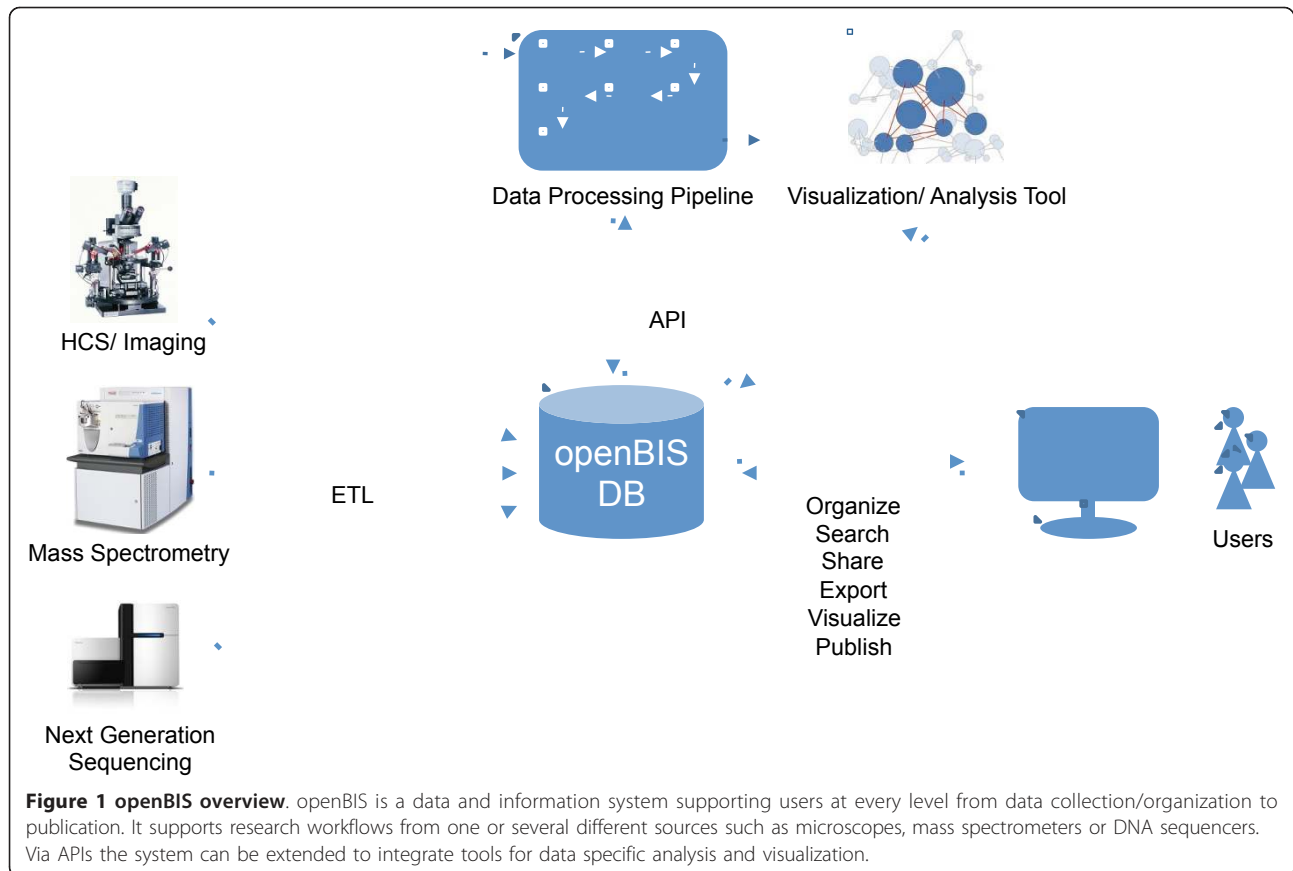 Data Processing Pipeline
Visualization/ Analysis Tool
HCS/ Imaging
API
openBIS
DB
Mass Spectrometry
ETL
Organize
Search
Share
Export
Visualize
Publish
Users
Next Generation
Sequencing
Figure 1 openBIS overview. openBIS is a data and information system supporting users at every level from data collection/organization to
publication. It supports research workflows from one or several different sources such as microscopes, mass spectrometers or DNA sequencers.
Via APIs the system can be extended to integrate tools for data specific analysis and visualization.